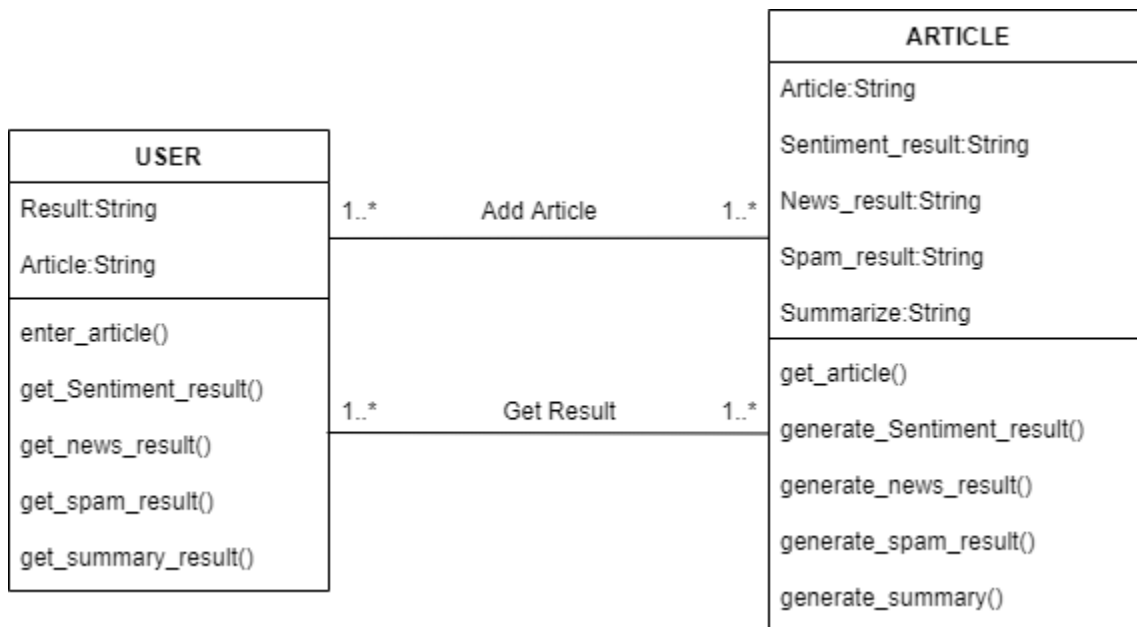 USER
Result:String
Article:String
enter_article()
get_Sentiment_result()
get_news_result()
get_spam_result()
get_summary_result()
1..* Add Article 1..*
1..* Get Result 1..*
ARTICLE
Article:String
Sentiment_result:String
News_result:String
Spam_result:String
Summarize:String
get_article()
generate_Sentiment_result()
generate_news_result()
generate_spam_result()
generate_summary()